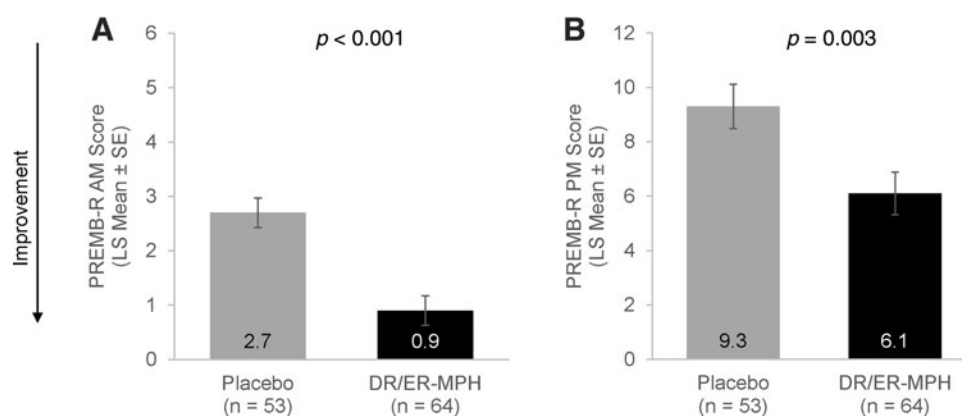 A
p < 0.001
PREMB-R AM Score
(LS Mean ± SE)
6
5
4
3
2
1
0
2.7
0.9
Placebo
(n = 53)
DR/ER-MPH
(n = 64)
Improvement
B
p = 0.003
PREMB-R PM Score
(LS Mean ± SE)
12
10
8
6
4
2
0
9.3
6.1
Placebo
(n = 53)
DR/ER-MPH
(n = 64)